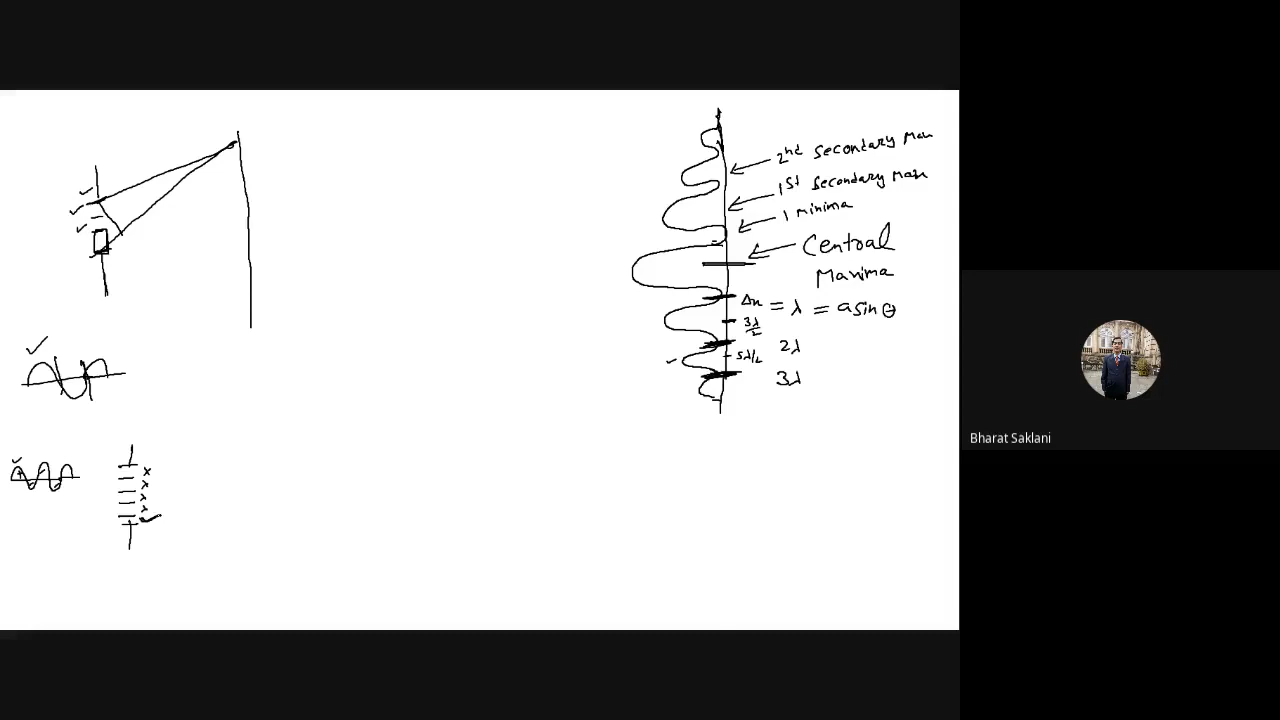 2nd secondary max
1st secondary max
1 minima
Central
Maxima
Δx = λ = asinθ
3λ/2
2λ
5λ/2
3λ
x
x
x
x
Bharat Saklani